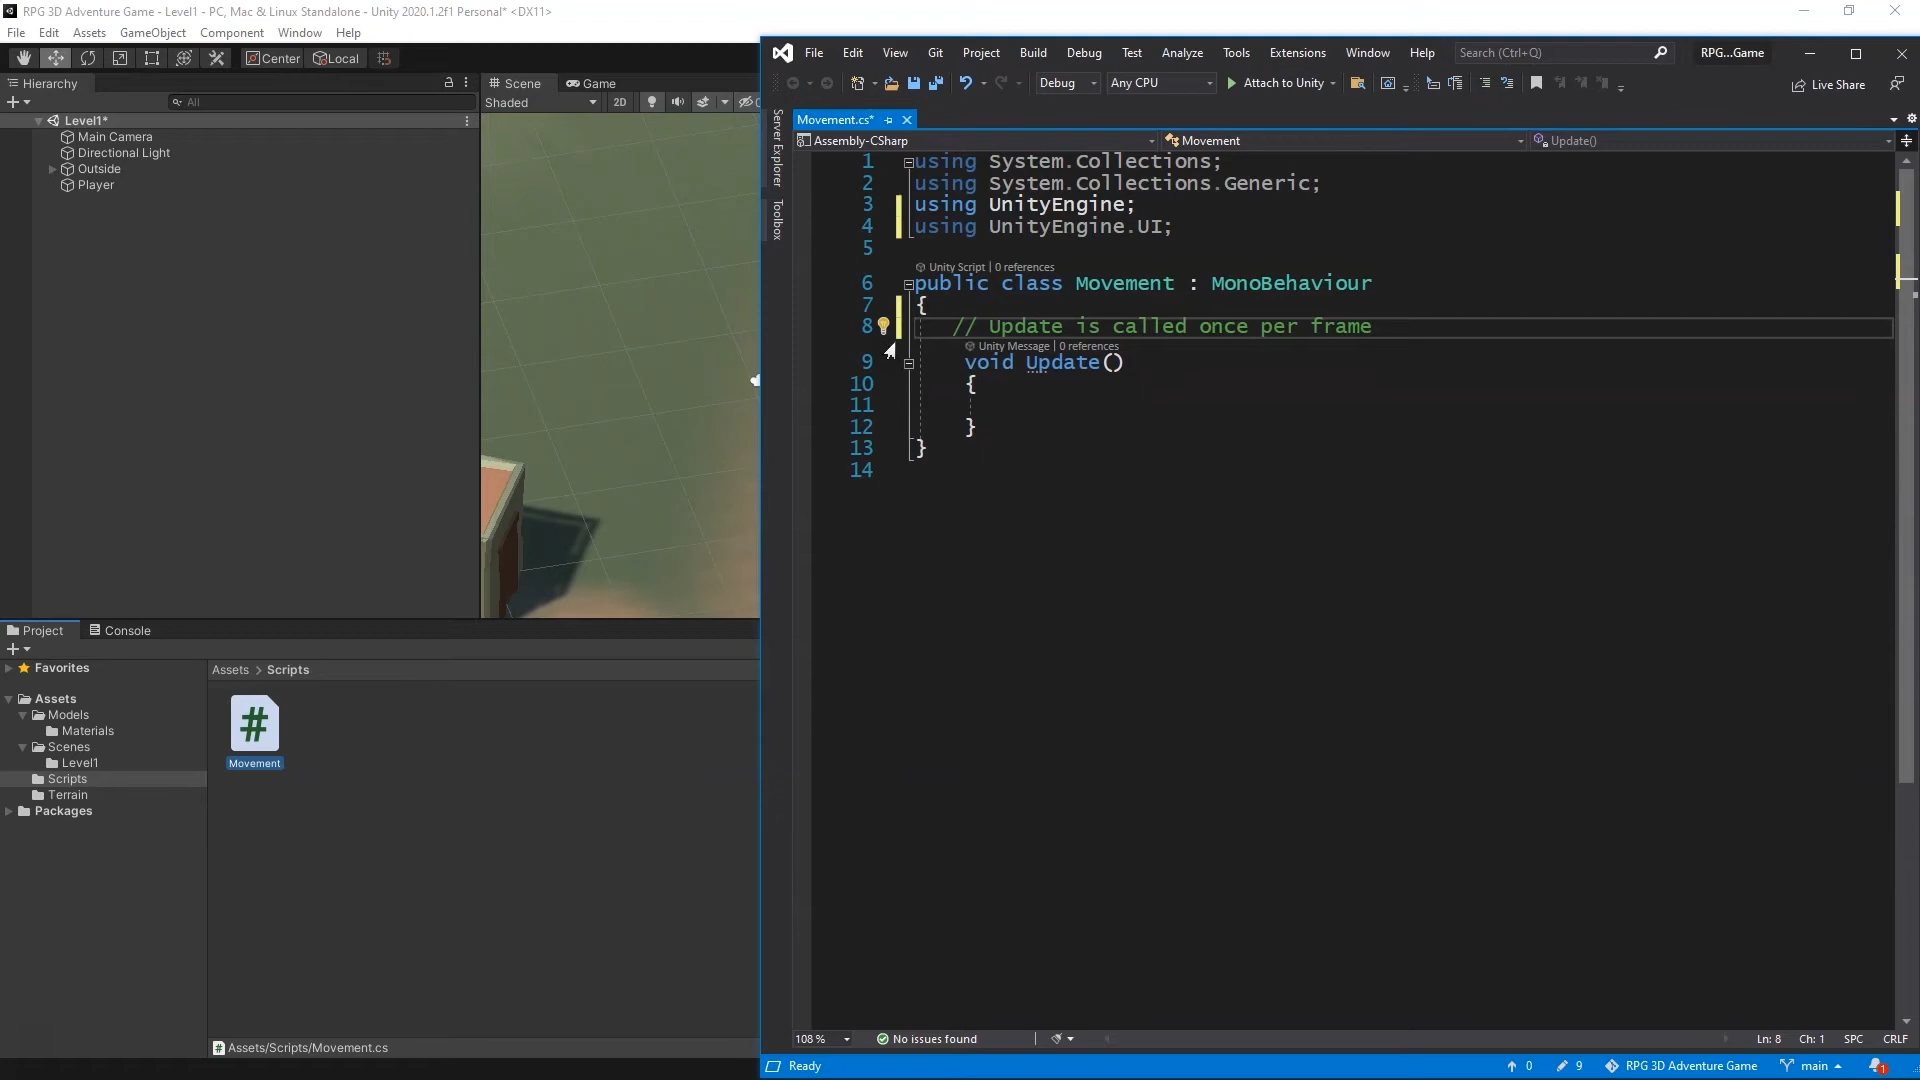 RPG 3D Adventure Game - Level1 - PC, Mac & Linux Standalone - Unity 2020.1.2f1 Personal* <DX11>
File Edit Assets GameObject Component Window Help
Center Local
Hierarchy
All
Level1*
Main Camera
Directional Light
Outside
Player
Scene Game
Shaded 2D
File Edit View Git Project Build Debug Test Analyze Tools Extensions Window Help Search (Ctrl+Q) RPG...Game
Debug Any CPU Attach to Unity Live Share
Server Explorer
Toolbox
Movement.cs*
Assembly-CSharp Movement Update()
1 using System.Collections;
2 using System.Collections.Generic;
3 using UnityEngine;
4 using UnityEngine.UI;
5
Unity Script | 0 references
6 public class Movement : MonoBehaviour
7 {
8 // Update is called once per frame
Unity Message | 0 references
9 void Update()
10 {
11
12 }
13 }
14
Project Console
Favorites
Assets
Models
Materials
Scenes
Level1
Scripts
Terrain
Packages
Assets > Scripts
#
Movement
Assets/Scripts/Movement.cs
108 % No issues found Ln: 8 Ch: 1 SPC CRLF
Ready 0 9 RPG 3D Adventure Game main 1